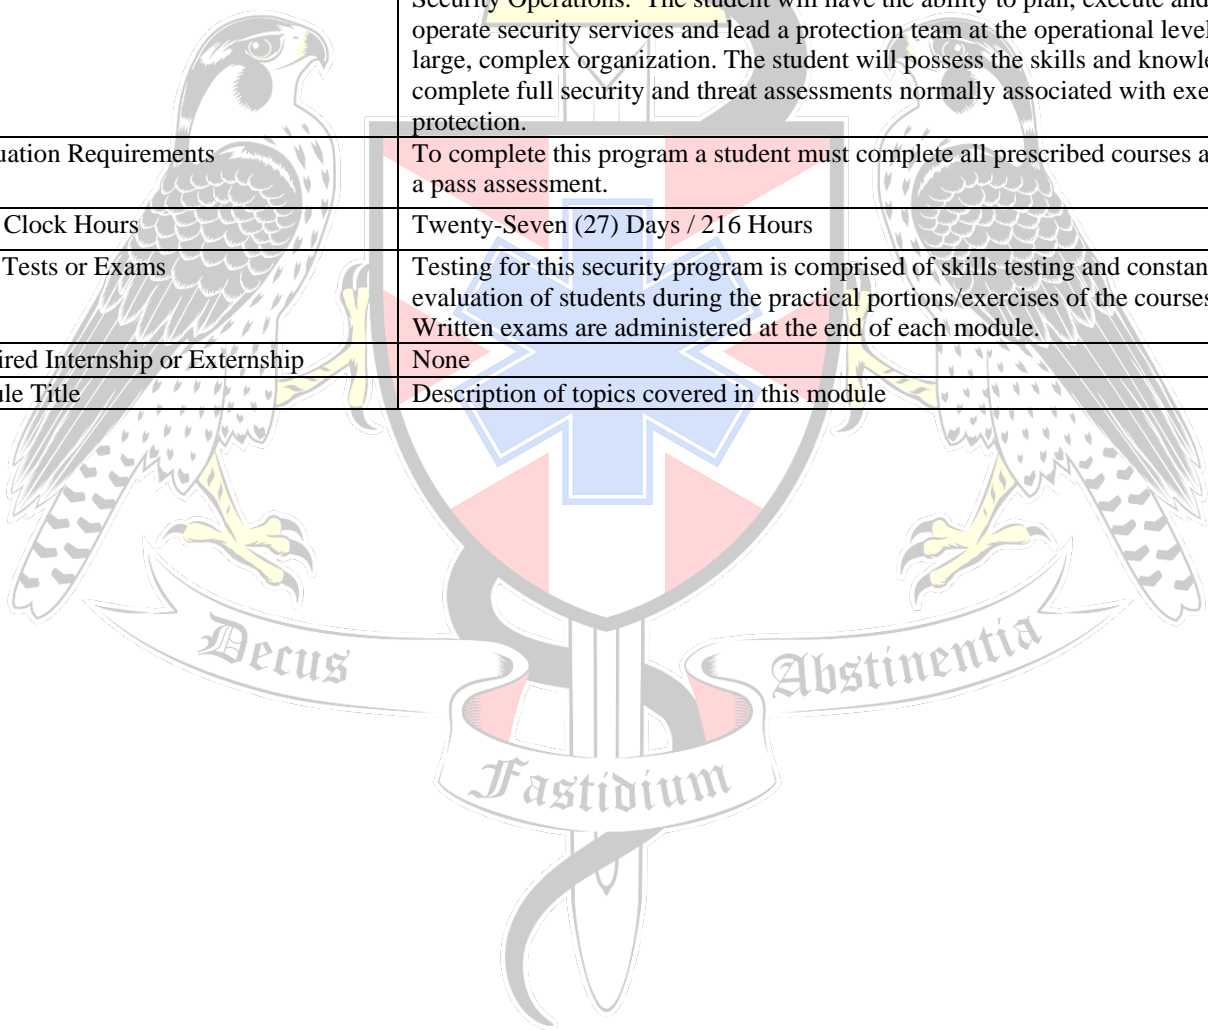 Security Operations. The student will have the ability to plan, execute and
operate security services and lead a protection team at the operational level
large, complex organization. The student will possess the skills and
complete full security and threat assessments normally associated with
protection.
Requirements
To complete this program a student must complete all prescribed courses
a pass assessment.
Clock Hours
Twenty-Seven (27) Days / 216 Hours
Tests or Exams
Testing for this security program is comprised of skills testing and
evaluation of students during the practical portions/exercises of the courses
Written exams are administered at the end of each module.
Internship or Externship
None
Title
Description of topics covered in this module
Decus
Abstinentia
Fastidium